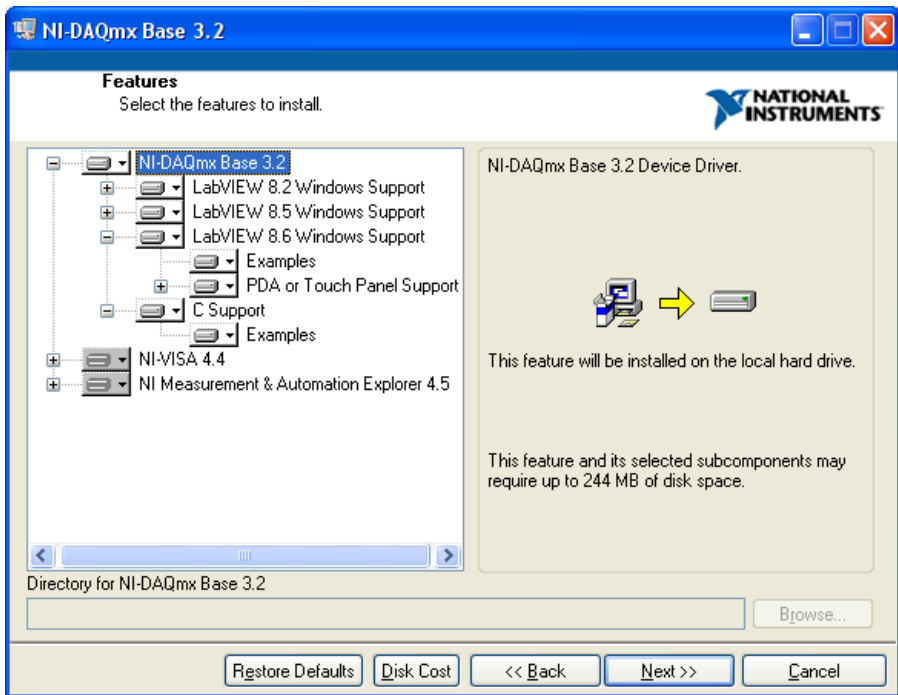 NI-DAQmx Base 3.2
Features
Select the features to install.
NATIONAL
INSTRUMENTS
NI-DAQmx Base 3.2
LabVIEW 8.2 Windows Support
LabVIEW 8.5 Windows Support
LabVIEW 8.6 Windows Support
Examples
PDA or Touch Panel Support
C Support
Examples
NI-VISA 4.4
NI Measurement & Automation Explorer 4.5
NI-DAQmx Base 3.2 Device Driver.
This feature will be installed on the local hard drive.
This feature and its selected subcomponents may
require up to 244 MB of disk space.
Directory for NI-DAQmx Base 3.2
Browse...
Restore Defaults
Disk Cost
<< Back
Next >>
Cancel